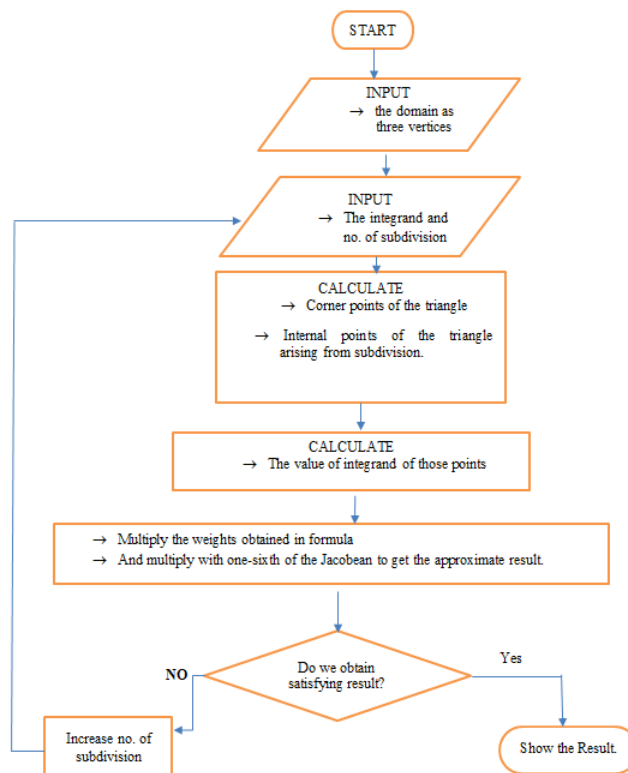 START
INPUT
→ the domain as
three vertices
INPUT
→ The integrand and
no. of subdivision
CALCULATE
→ Corner points of the triangle
→ Internal points of the triangle
arising from subdivision.
CALCULATE
→ The value of integrand of those points
→ Multiply the weights obtained in formula
→ And multiply with one-sixth of the Jacobean to get the approximate result.
Do we obtain
satisfying result?
NO
Yes
Increase no. of
subdivision
Show the Result.